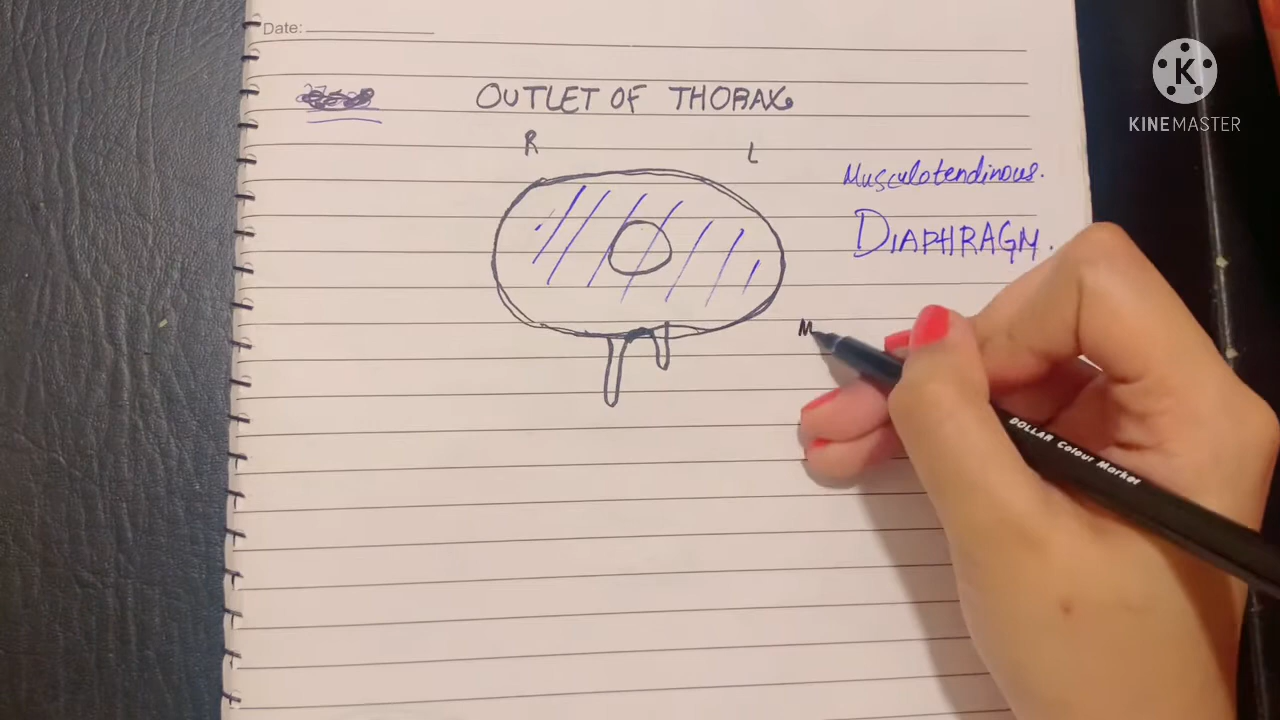 Date:
OUTLET OF THORAX
R
L
Musculotendinous.
DIAPHRAGM.
M
DOLLAR Colour Marker
K
KINEMASTER